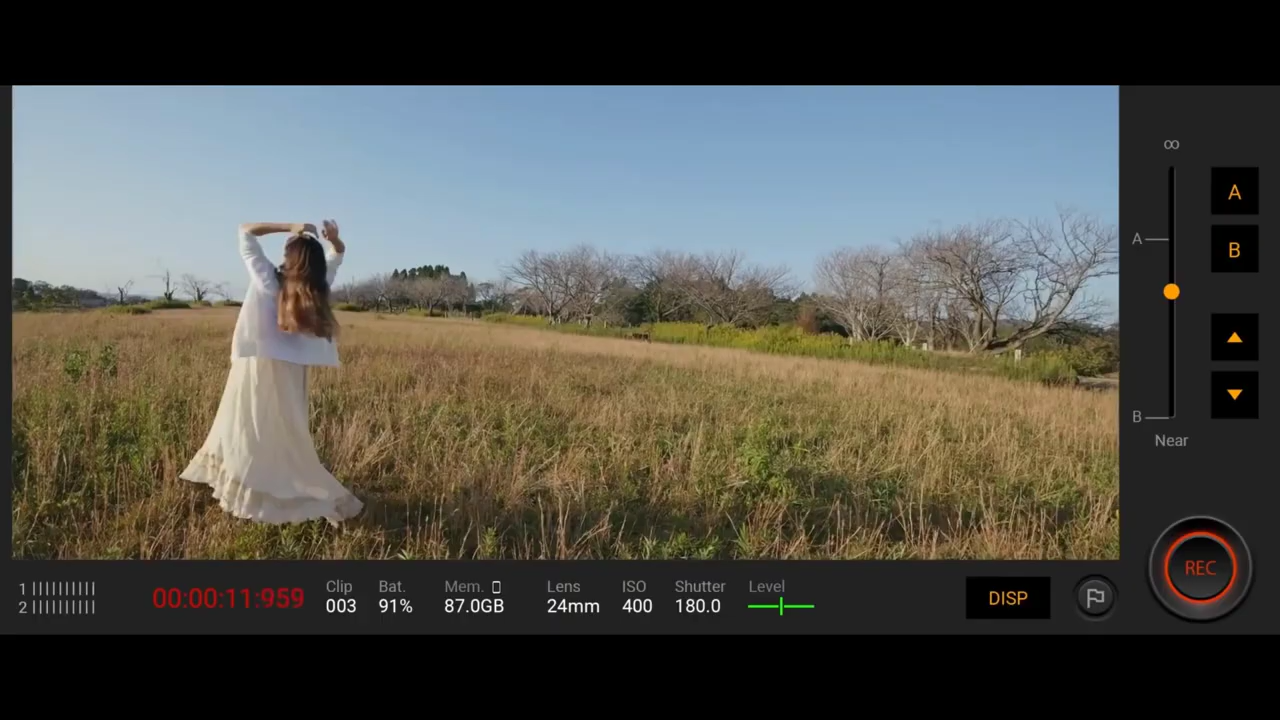 ∞
A
A
B
B
Near
REC
1
2
00:00:11:959
Clip Bat. Mem. Lens ISO Shutter Level
003 91% 87.0GB 24mm 400 180.0
DISP